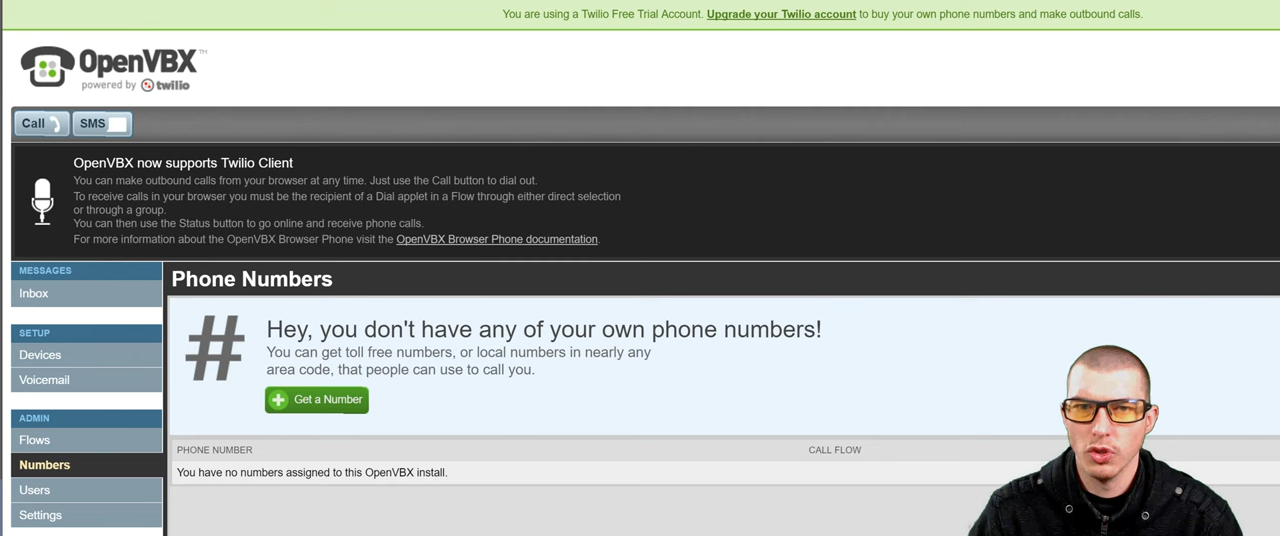 You are using a Twilio Free Trial Account. Upgrade your Twilio account to buy your own phone numbers and make outbound calls.
OpenVBX™
powered by twilio
Call
SMS
OpenVBX now supports Twilio Client
You can make outbound calls from your browser at any time. Just use the Call button to dial out.
To receive calls in your browser you must be the recipient of a Dial applet in a Flow through either direct selection
or through a group.
You can then use the Status button to go online and receive phone calls.
For more information about the OpenVBX Browser Phone visit the OpenVBX Browser Phone documentation.
MESSAGES
Inbox
SETUP
Devices
Voicemail
ADMIN
Flows
Numbers
Users
Settings
Phone Numbers
#
Hey, you don't have any of your own phone numbers!
You can get toll free numbers, or local numbers in nearly any
area code, that people can use to call you.
Get a Number
PHONE NUMBER CALL FLOW
You have no numbers assigned to this OpenVBX install.